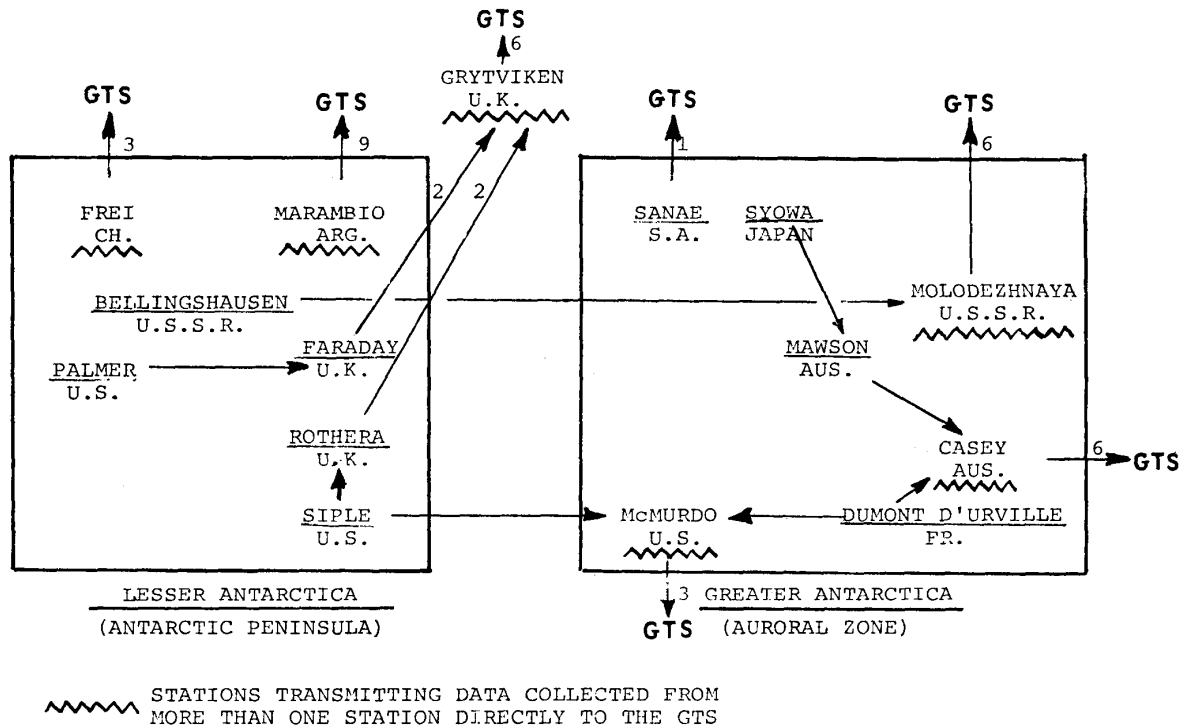 GTS
6
GRYTVIKEN
U.K.
GTS
3
GTS
9
GTS
1
GTS
6
2
2
FREI
CH.
MARAMBIO
ARG.
SANAE
S.A.
SYOWA
JAPAN
BELLINGSHAUSEN
U.S.S.R.
MOLODEZHNAYA
U.S.S.R.
PALMER
U.S.
FARADAY
U.K.
MAWSON
AUS.
ROTHERA
U.K.
CASEY
AUS.
6
GTS
SIPLE
U.S.
McMURDO
U.S.
DUMONT D'URVILLE
FR.
3
GTS
LESSER ANTARCTICA
(ANTARCTIC PENINSULA)
GREATER ANTARCTICA
(AURORAL ZONE)
STATIONS TRANSMITTING DATA COLLECTED FROM
MORE THAN ONE STATION DIRECTLY TO THE GTS